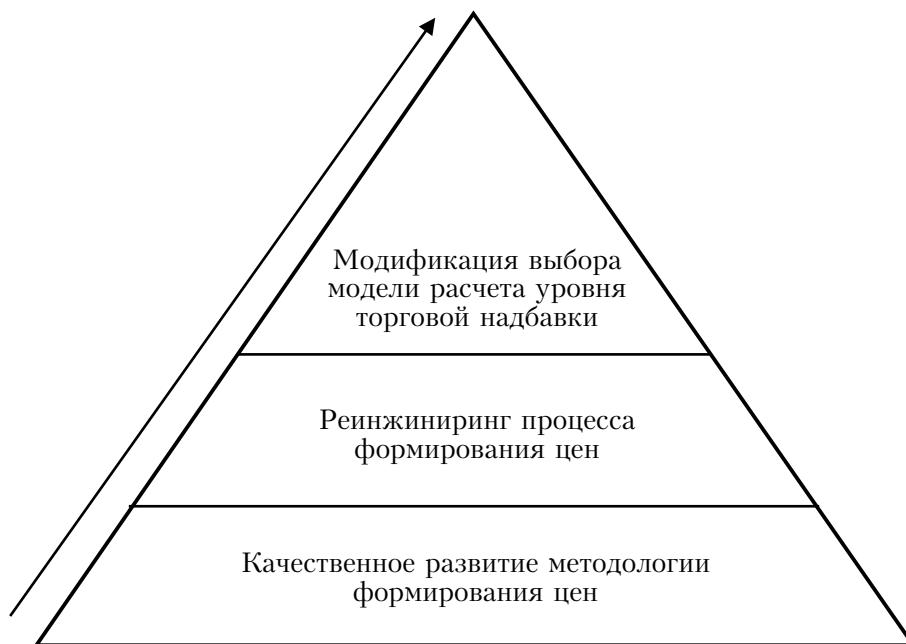 Модификация выбора
модели расчета уровня
торговой надбавки
Реинжиниринг процесса
формирования цен
Качественное развитие методологии
формирования цен